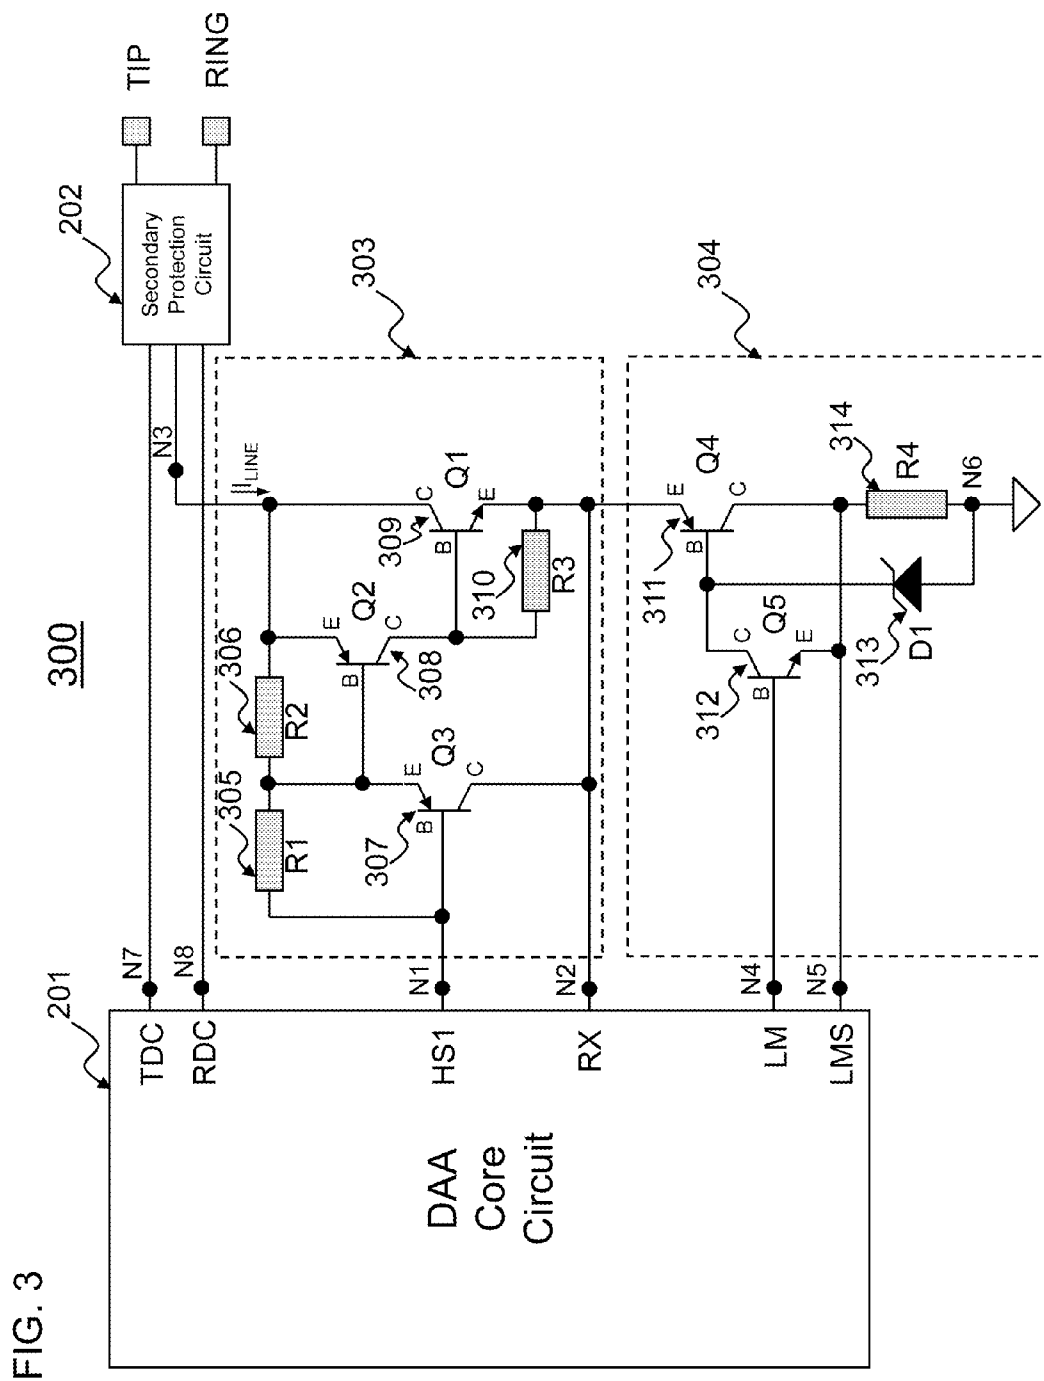 FIG. 3
300
201
DAA
Core
Circuit
TDC
RDC
HS1
RX
LM
LMS
N7
N8
N1
N2
N4
N5
202
Secondary
Protection
Circuit
TIP
RING
N3
ILINE
303
305
R1
306
R2
307
B
E
C
Q3
308
B
E
C
Q2
309
B
C
E
Q1
310
R3
304
311
B
E
C
Q4
312
B
C
E
Q5
313
D1
314
R4
N6